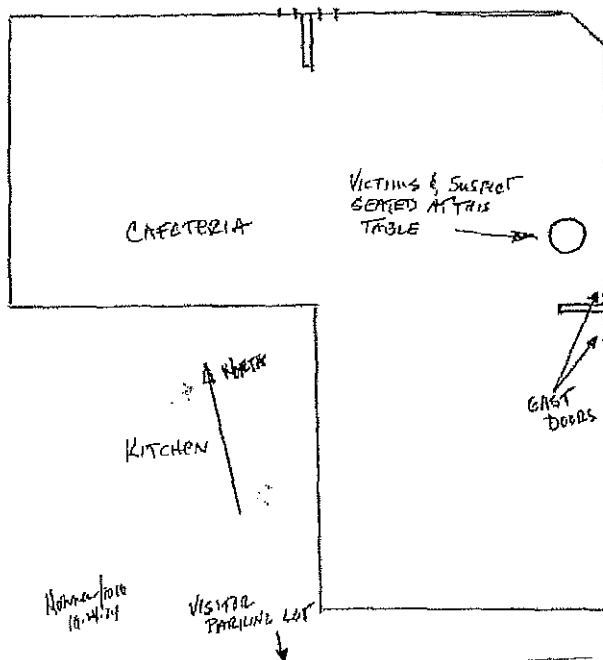 VICTIMS & SUSPECT
SEATED AT THIS
TABLE
CAFETERIA
NORTH
EAST
DOORS
KITCHEN
VISITOR
PARKING LOT